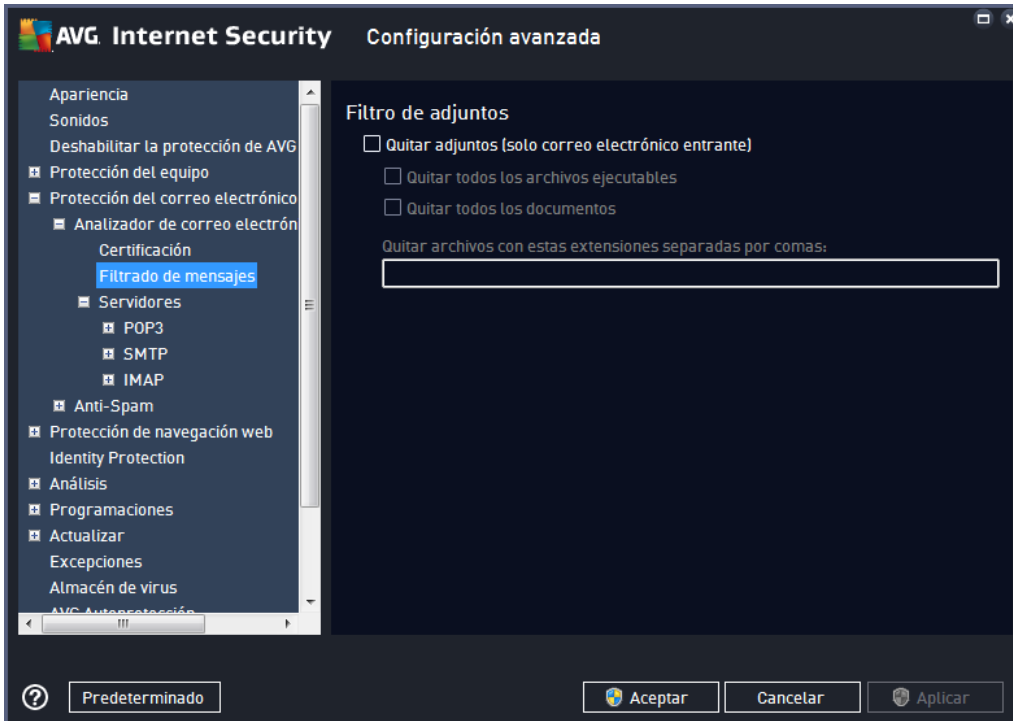 AVG Internet Security Configuración avanzada
Apariencia
Sonidos
Deshabilitar la protección de AVG
Protección del equipo
Protección del correo electrónico
Analizador de correo electrón
Certificación
Filtrado de mensajes
Servidores
POP3
SMTP
IMAP
Anti-Spam
Protección de navegación web
Identity Protection
Análisis
Programaciones
Actualizar
Excepciones
Almacén de virus
AVG Autoprotección
Filtro de adjuntos
Quitar adjuntos (solo correo electrónico entrante)
Quitar todos los archivos ejecutables
Quitar todos los documentos
Quitar archivos con estas extensiones separadas por comas:
Predeterminado
Aceptar
Cancelar
Aplicar